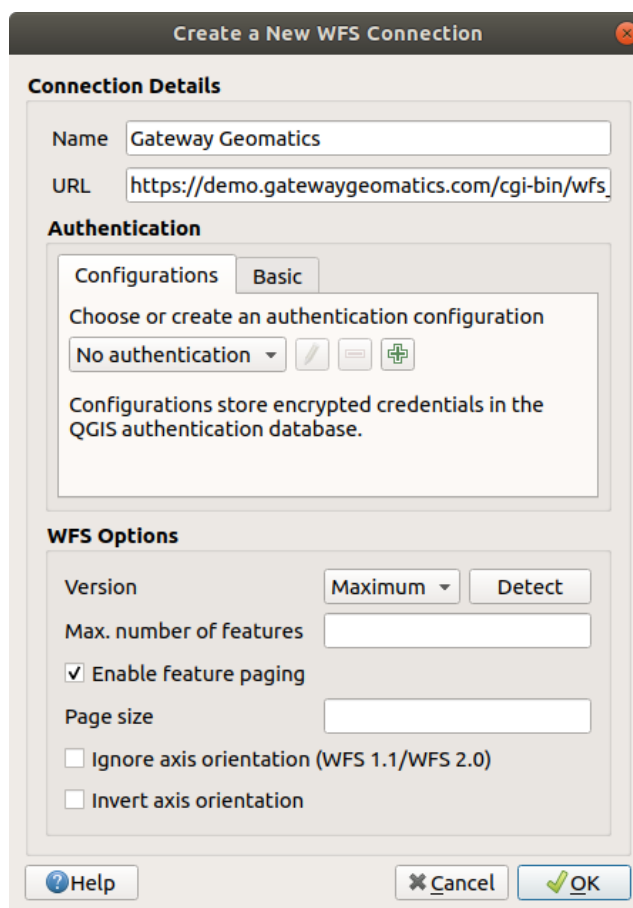 Create a New WFS Connection
Connection Details
Name Gateway Geomatics
URL https://demo.gatewaygeomatics.com/cgi-bin/wfs_
Authentication
Configurations Basic
Choose or create an authentication configuration
No authentication
Configurations store encrypted credentials in the
QGIS authentication database.
WFS Options
Version Maximum Detect
Max. number of features
Enable feature paging
Page size
Ignore axis orientation (WFS 1.1/WFS 2.0)
Invert axis orientation
Help Cancel OK